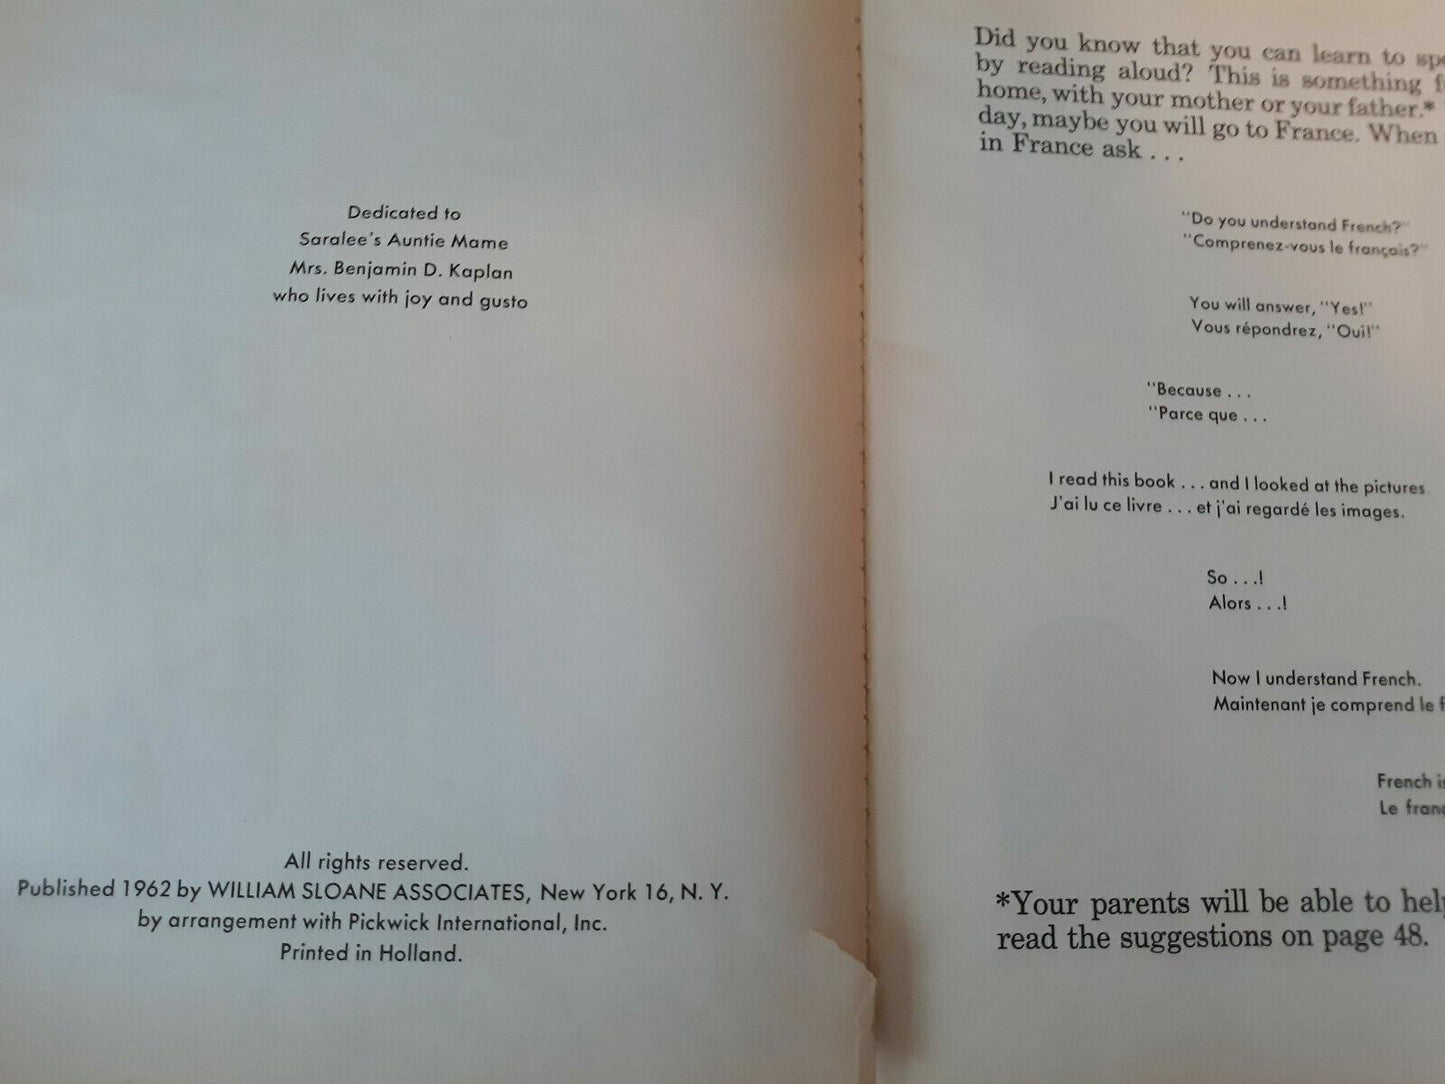 Dedicated to
Saralee's Auntie Mame
Mrs. Benjamin D. Kaplan
who lives with joy and gusto
All rights reserved.
Published 1962 by WILLIAM SLOANE ASSOCIATES, New York 16, N. Y.
by arrangement with Pickwick International, Inc.
Printed in Holland.
Did you know that you can learn to
by reading aloud? This is something
home, with your mother or your father.*
day, maybe you will go to France. When
in France ask . . .
"Do you understand French?"
"Comprenez-vous le français?"
You will answer, "Yes!"
Vous répondrez, "Oui!"
"Because . . .
"Parce que . . .
I read this book . . . and I looked at the pictures
J'ai lu ce livre . . . et j'ai regardé les images.
So . . .!
Alors . . .!
Now I understand French.
Maintenant je comprend le
French
Le
*Your parents will be able to
read the suggestions on page 48.